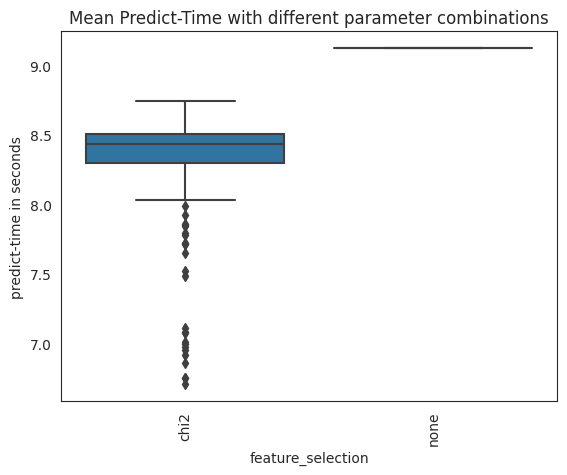 Mean Predict-Time with different parameter combinations
9.0
8.5
8.0
7.5
7.0
predict-time in seconds
chi2
none
feature_selection